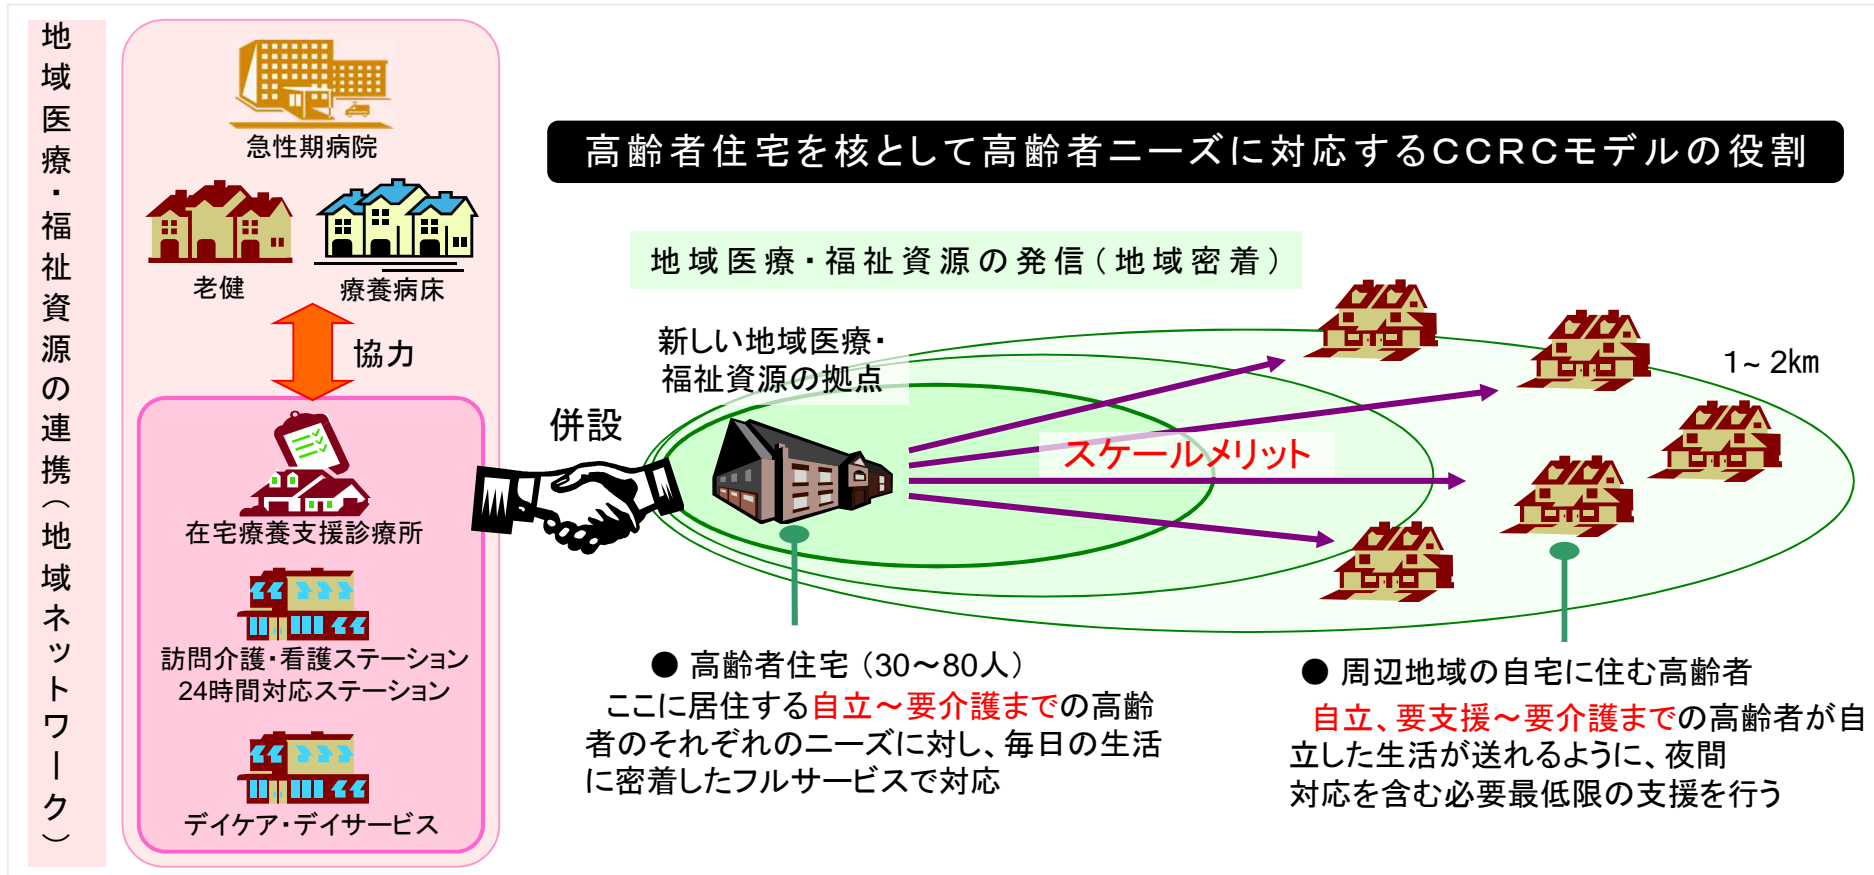 地域医療・福祉資源の連携（地域ネットワーク）
急性期病院
老健
療養病床
協力
在宅療養支援診療所
訪問介護・看護ステーション
24時間対応ステーション
デイケア・デイサービス
高齢者住宅を核として高齢者ニーズに対応するCCRCモデルの役割
地域医療・福祉資源の発信（地域密着）
新しい地域医療・
福祉資源の拠点
併設
スケールメリット
1~ 2㎞
● 高齢者住宅（30～80人）
ここに居住する自立～要介護までの高齢
者のそれぞれのニーズに対し、毎日の生活
に密着したフルサービスで対応
● 周辺地域の自宅に住む高齢者
自立、要支援～要介護までの高齢者が自
立した生活が送れるように、夜間
対応を含む必要最低限の支援を行う